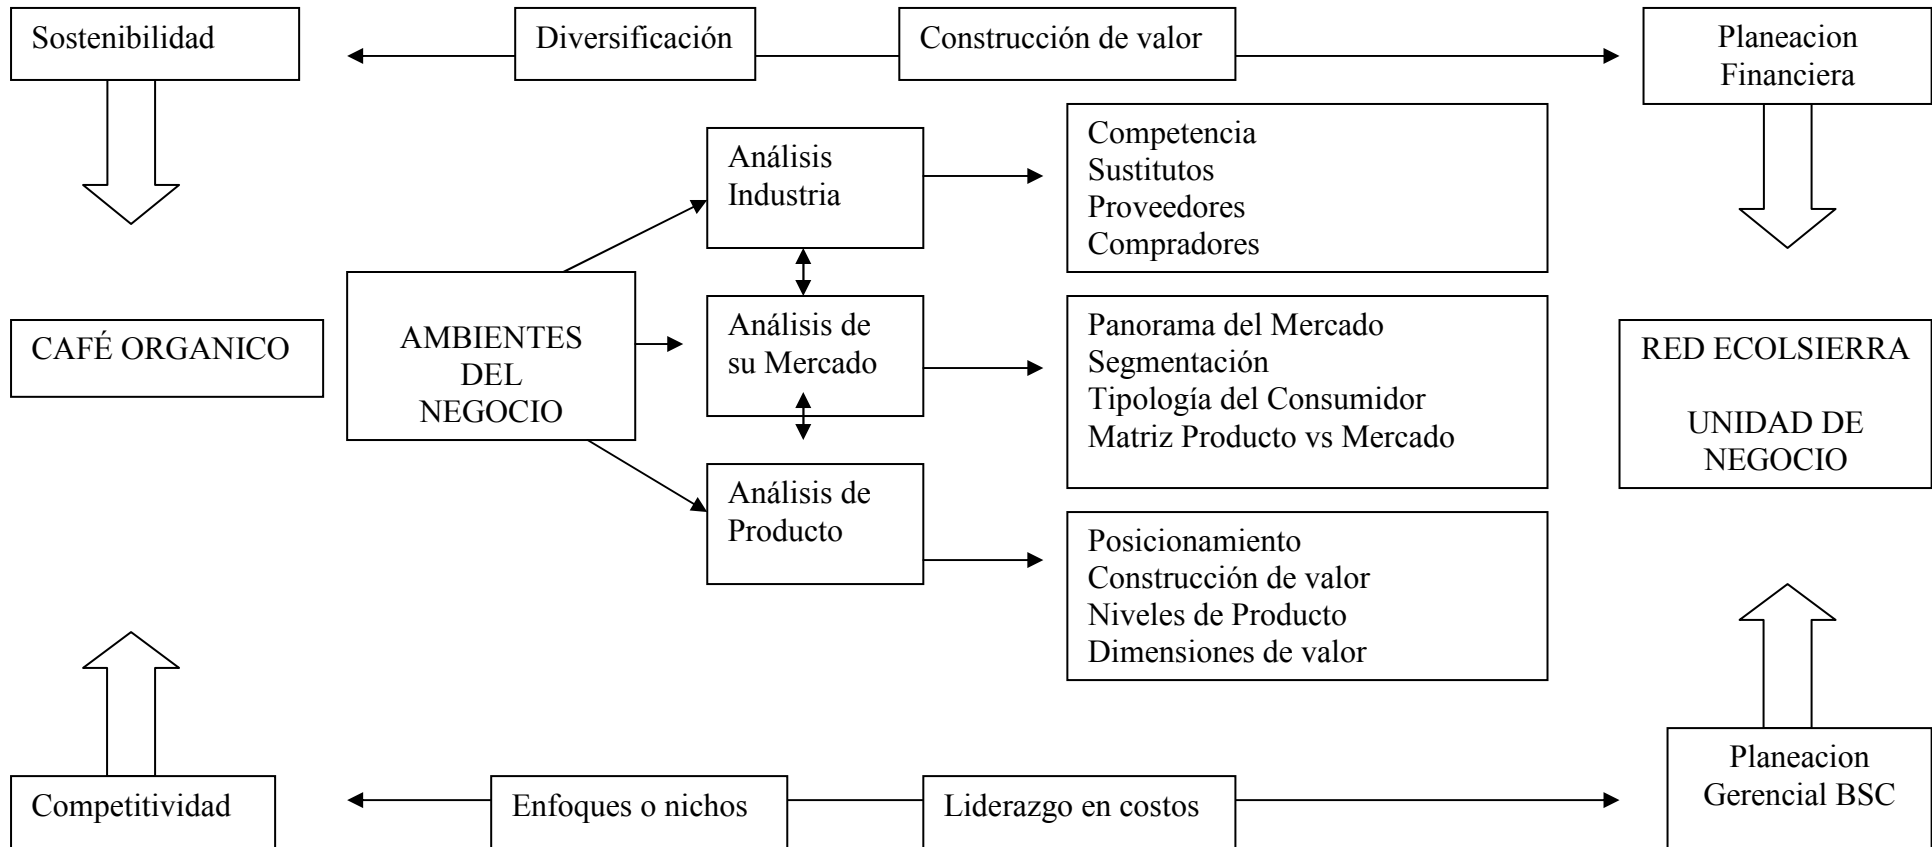 Sostenibilidad
Diversificación
Construcción de valor
Planeacion
Financiera
Análisis
Industria
Competencia
Sustitutos
Proveedores
Compradores
CAFÉ ORGANICO
AMBIENTES
DEL
NEGOCIO
Análisis de
su Mercado
Panorama del Mercado
Segmentación
Tipología del Consumidor
Matriz Producto vs Mercado
RED ECOLSIERRA
UNIDAD DE
NEGOCIO
Análisis de
Producto
Posicionamiento
Construcción de valor
Niveles de Producto
Dimensiones de valor
Competitividad
Enfoques o nichos
Liderazgo en costos
Planeacion
Gerencial BSC